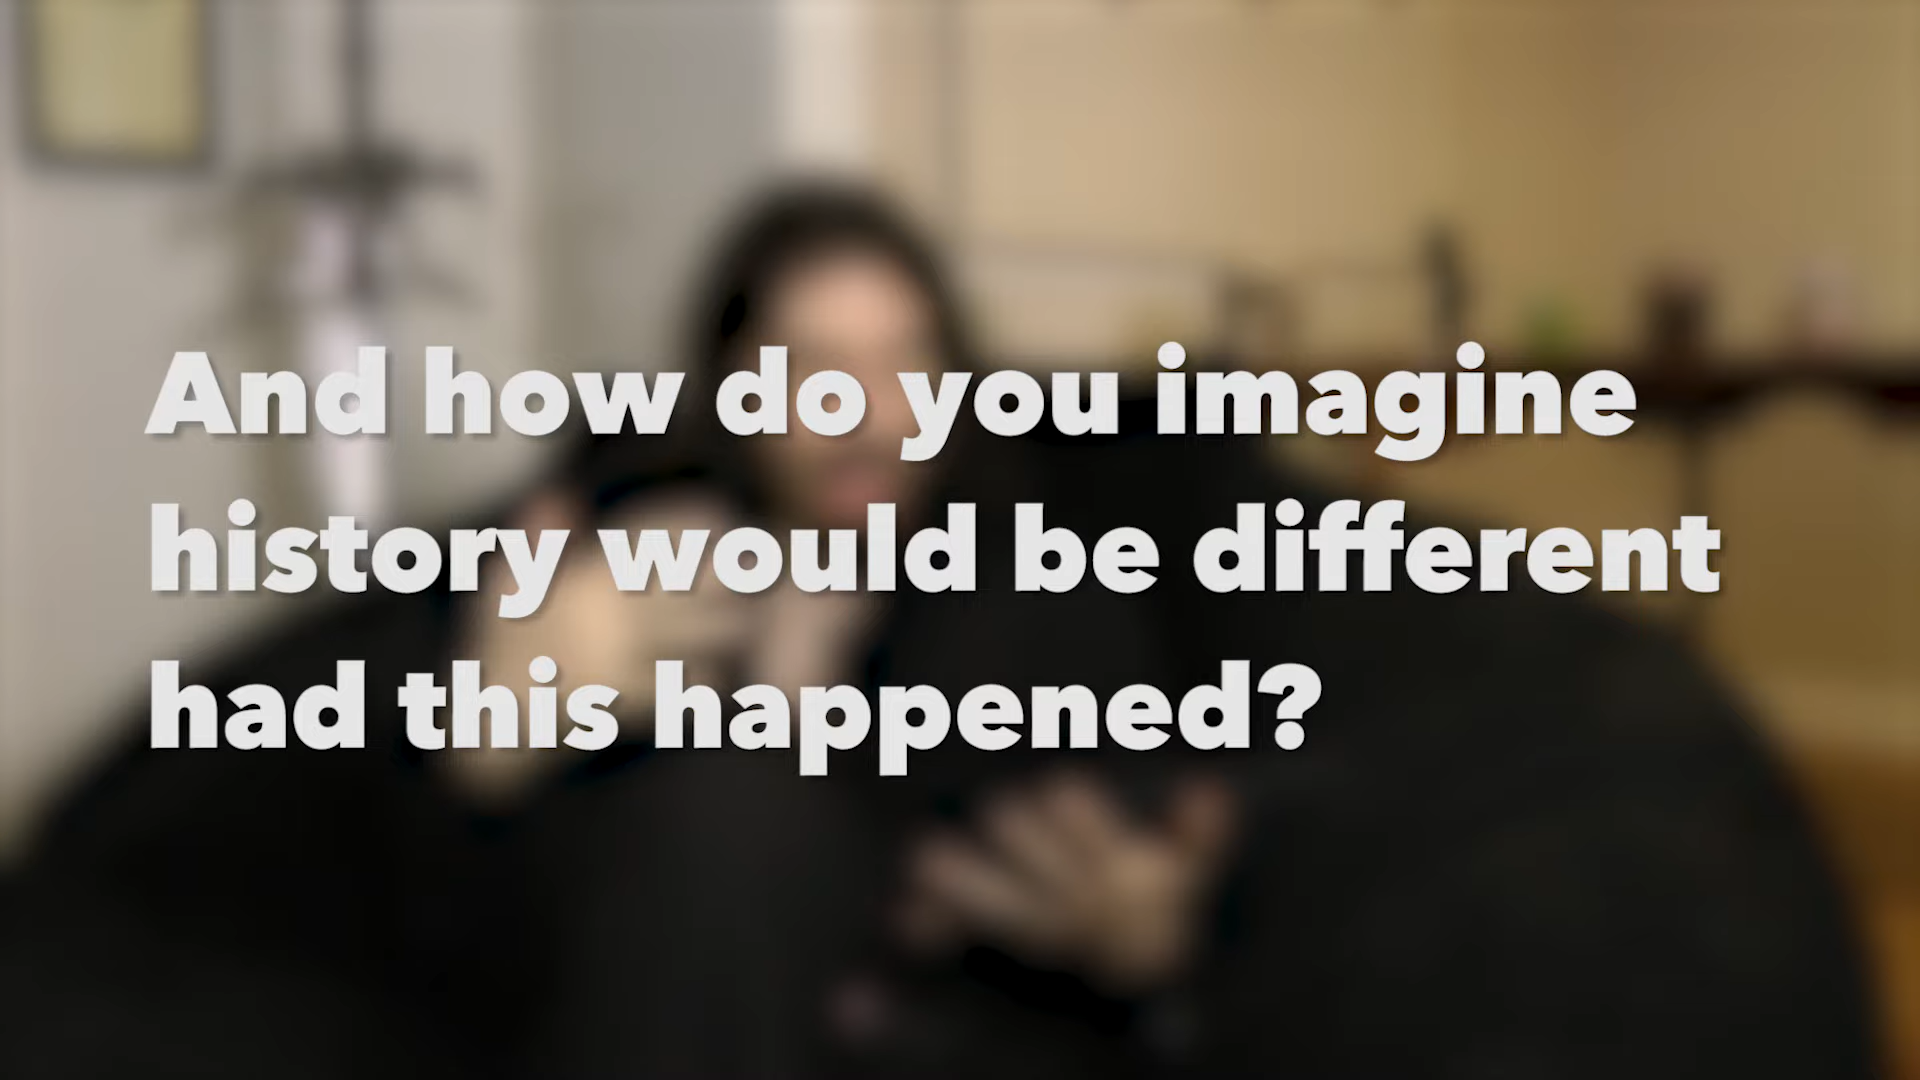 And how do you imagine
history would be different
had this happened?